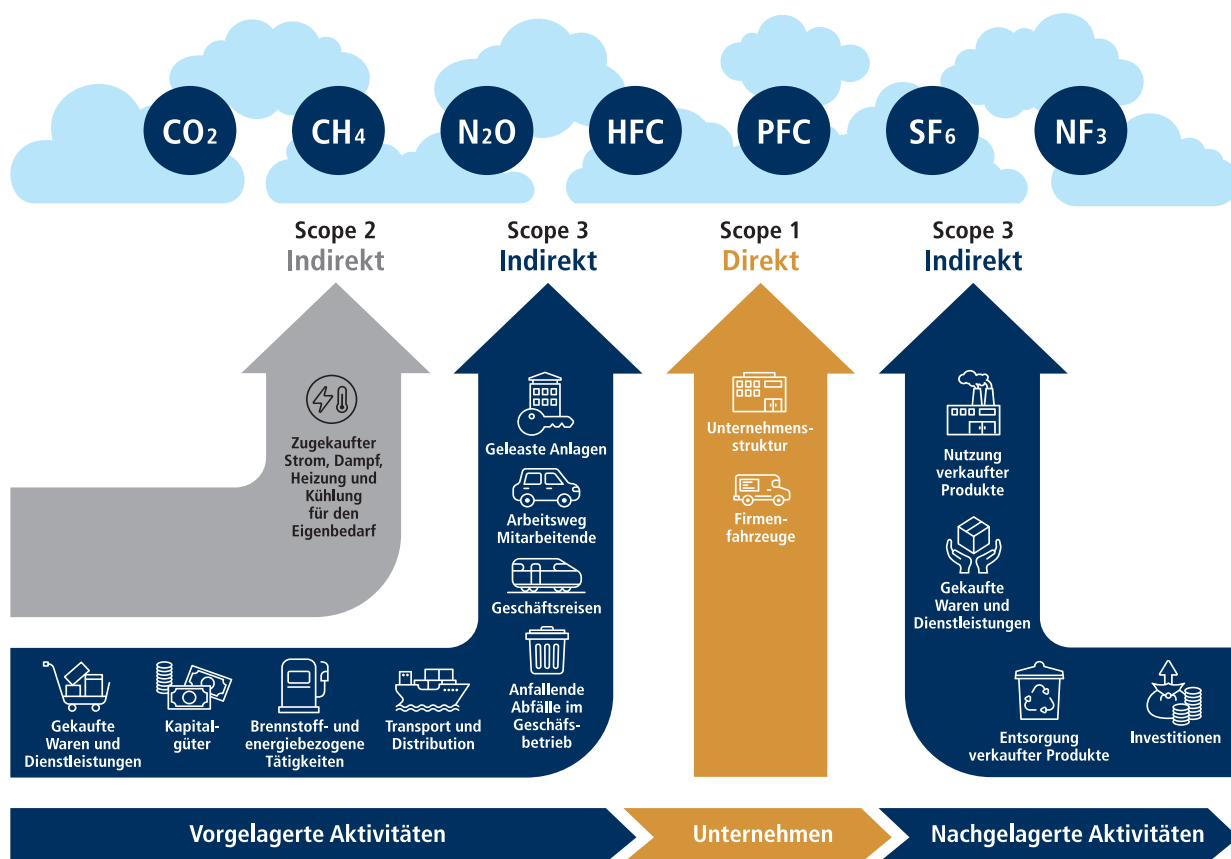 CO₂
CH₄
N₂O
HFC
PFC
SF₆
NF₃
Scope 2
Indirekt
Scope 3
Indirekt
Scope 1
Direkt
Scope 3
Indirekt
Zugekaufter
Strom, Dampf,
Heizung und
Kühlung
für den
Eigenbedarf
Geleaste Anlagen
Arbeitsweg
Mitarbeitende
Geschäftsreisen
Anfallende
Abfälle im
Geschäfs-
betrieb
Gekaufte
Waren und
Dienstleistungen
Kapital-
güter
Brennstoff- und
energiebezogene
Tätigkeiten
Transport und
Distribution
Unternehmens-
struktur
Firmen-
fahrzeuge
Nutzung
verkaufter
Produkte
Gekaufte
Waren und
Dienstleistungen
Entsorgung
verkaufter Produkte
Investitionen
Vorgelagerte Aktivitäten
Unternehmen
Nachgelagerte Aktivitäten